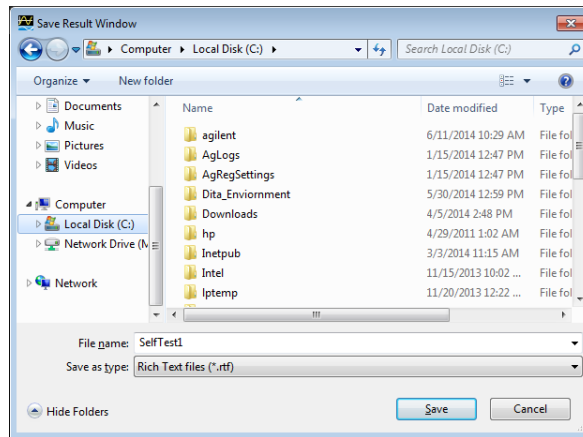 Save Result Window
Computer Local Disk (C:)
Search Local Disk (C:)
Organize New folder
Name Date modified Type
Documents
Music
Pictures
Videos
Computer
Local Disk (C:)
Network Drive (N
Network
agilent 6/11/2014 10:29 AM File fol
AgLogs 1/15/2014 12:47 PM File fol
AgRegSettings 1/15/2014 12:47 PM File fol
Dita_Enviornment 5/30/2014 12:59 PM File fol
Downloads 4/5/2014 2:48 PM File fol
hp 4/29/2011 1:02 AM File fol
Inetpub 3/3/2014 11:15 AM File fol
Intel 11/15/2013 10:02 ... File fol
Iptemp 11/20/2013 12:22 ... File fol
File name: SelfTest1
Save as type: Rich Text files (*.rtf)
Hide Folders Save Cancel